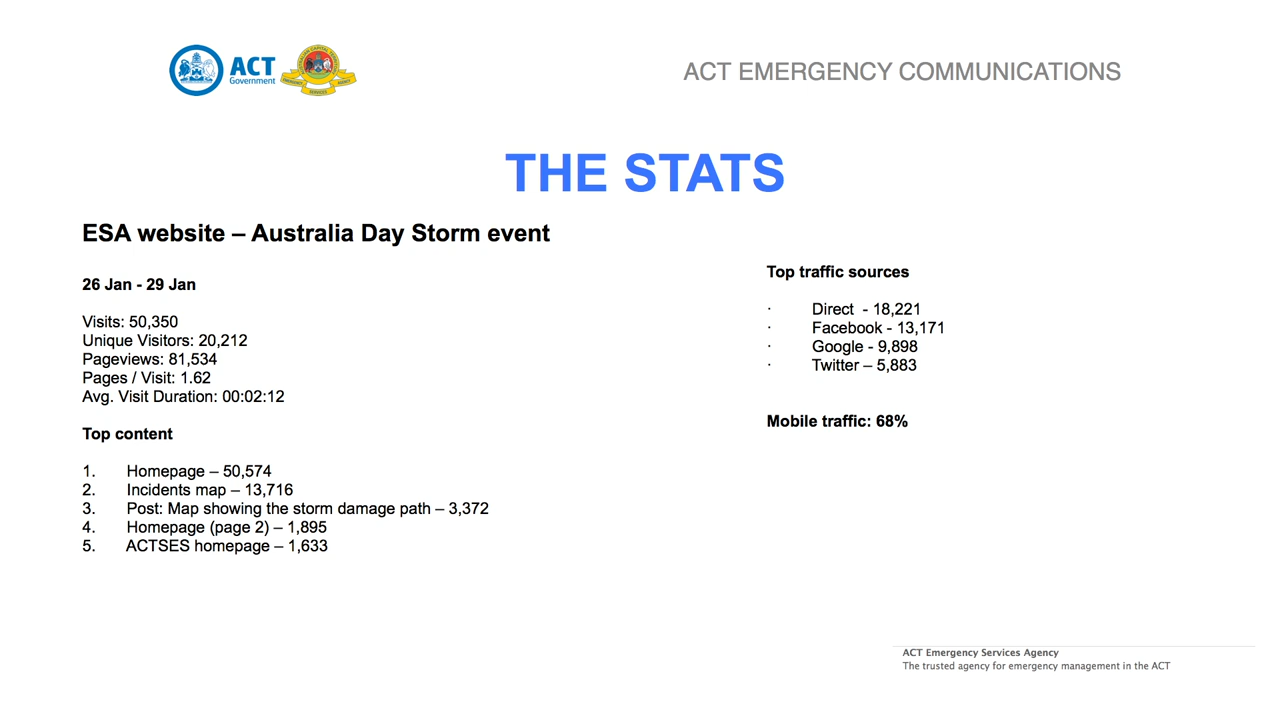 ACT
Government
ACT EMERGENCY COMMUNICATIONS
THE STATS
ESA website – Australia Day Storm event
26 Jan - 29 Jan
Visits: 50,350
Unique Visitors: 20,212
Pageviews: 81,534
Pages / Visit: 1.62
Avg. Visit Duration: 00:02:12
Top content
1. Homepage – 50,574
2. Incidents map – 13,716
3. Post: Map showing the storm damage path – 3,372
4. Homepage (page 2) – 1,895
5. ACTSES homepage – 1,633
Top traffic sources
· Direct - 18,221
· Facebook - 13,171
· Google - 9,898
· Twitter – 5,883
Mobile traffic: 68%
ACT Emergency Services Agency
The trusted agency for emergency management in the ACT